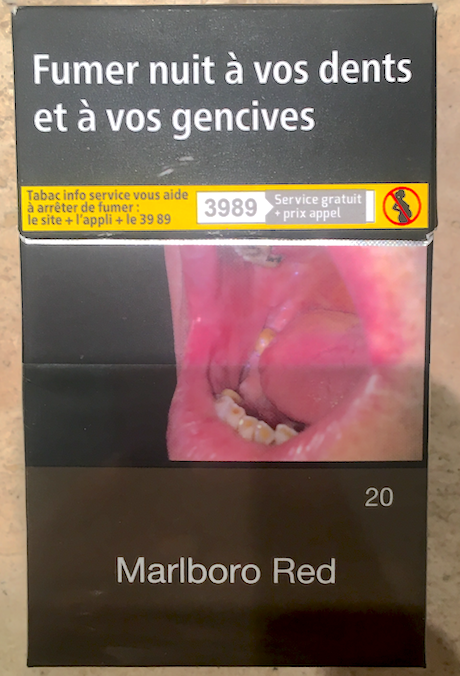 Fumer nuit à vos dents
et à vos gencives
Tabac info service vous aide
à arrêter de fumer :
le site + l'appli + le 39 89
3989
Service gratuit
+ prix appel
20
Marlboro Red